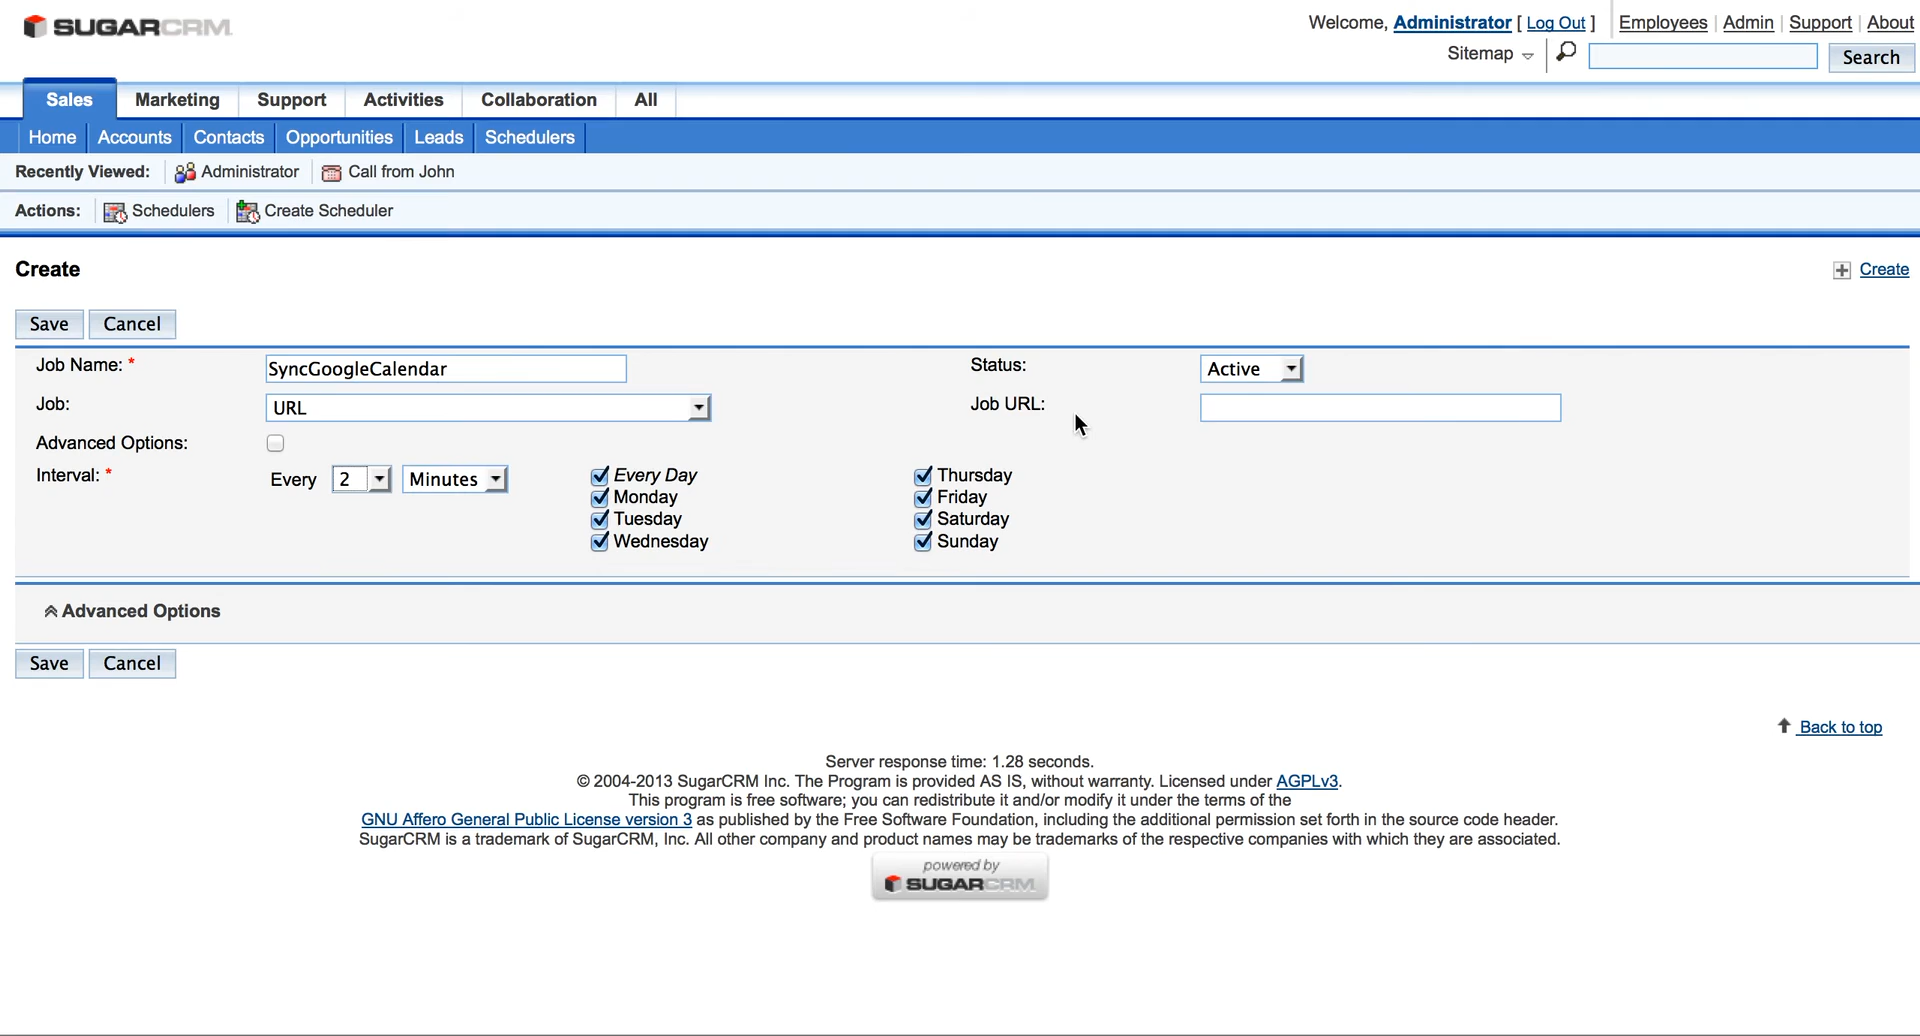 SUGARCRM
Welcome, Administrator [ Log Out ] Employees Admin Support About
Sitemap Search
Sales Marketing Support Activities Collaboration All
Home Accounts Contacts Opportunities Leads Schedulers
Recently Viewed: Administrator Call from John
Actions: Schedulers Create Scheduler
Create Create
Save Cancel
Job Name: * SyncGoogleCalendar Status: Active
Job: URL Job URL:
Advanced Options:
Interval: * Every 2 Minutes Every Day Thursday
Monday Friday
Tuesday Saturday
Wednesday Sunday
Advanced Options
Save Cancel
Back to top
Server response time: 1.28 seconds.
© 2004-2013 SugarCRM Inc. The Program is provided AS IS, without warranty. Licensed under AGPLv3.
This program is free software; you can redistribute it and/or modify it under the terms of the
GNU Affero General Public License version 3 as published by the Free Software Foundation, including the additional permission set forth in the source code header.
SugarCRM is a trademark of SugarCRM, Inc. All other company and product names may be trademarks of the respective companies with which they are associated.
powered by
SUGARCRM